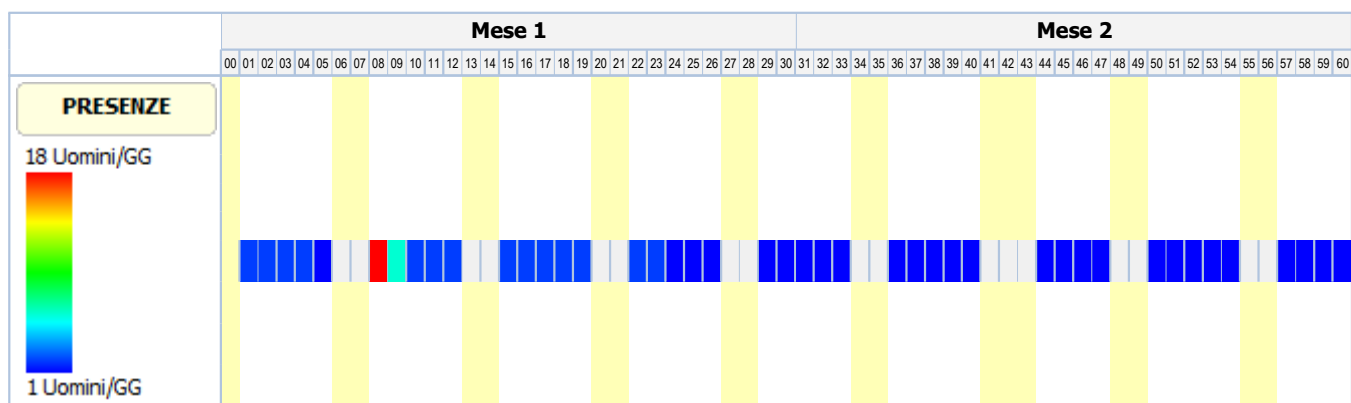 Mese 1 Mese 2
00 01 02 03 04 05 06 07 08 09 10 11 12 13 14 15 16 17 18 19 20 21 22 23 24 25 26 27 28 29 30 31 32 33 34 35 36 37 38 39 40 41 42 43 44 45 46 47 48 49 50 51 52 53 54 55 56 57 58 59 60
PRESENZE
18 Uomini/GG
1 Uomini/GG